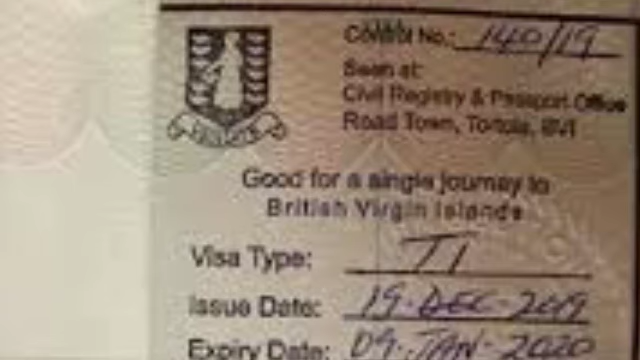 Control No.: 140/19
Seen at:
Civil Registry & Passport Office
Road Town, Tortola, BVI
Good for a single journey to
British Virgin Islands
Visa Type: T1
Issue Date: 19-DEC-2019
Expiry Date: 09-JAN-2020